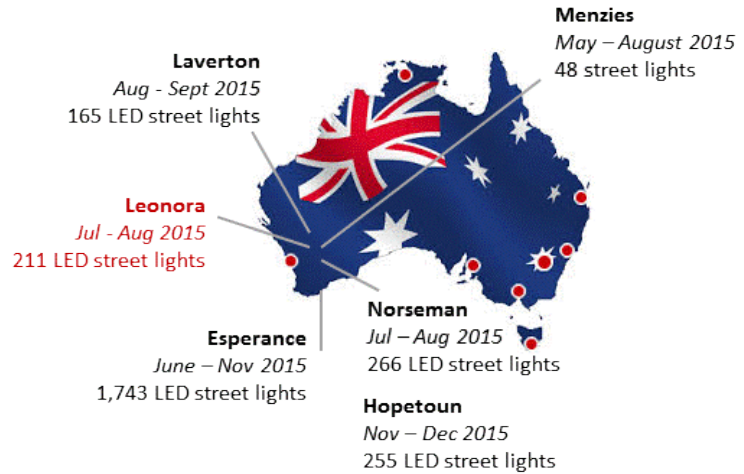 Menzies
May – August 2015
48 street lights
Laverton
Aug - Sept 2015
165 LED street lights
Leonora
Jul - Aug 2015
211 LED street lights
Norseman
Jul – Aug 2015
266 LED street lights
Esperance
June – Nov 2015
1,743 LED street lights
Hopetoun
Nov – Dec 2015
255 LED street lights